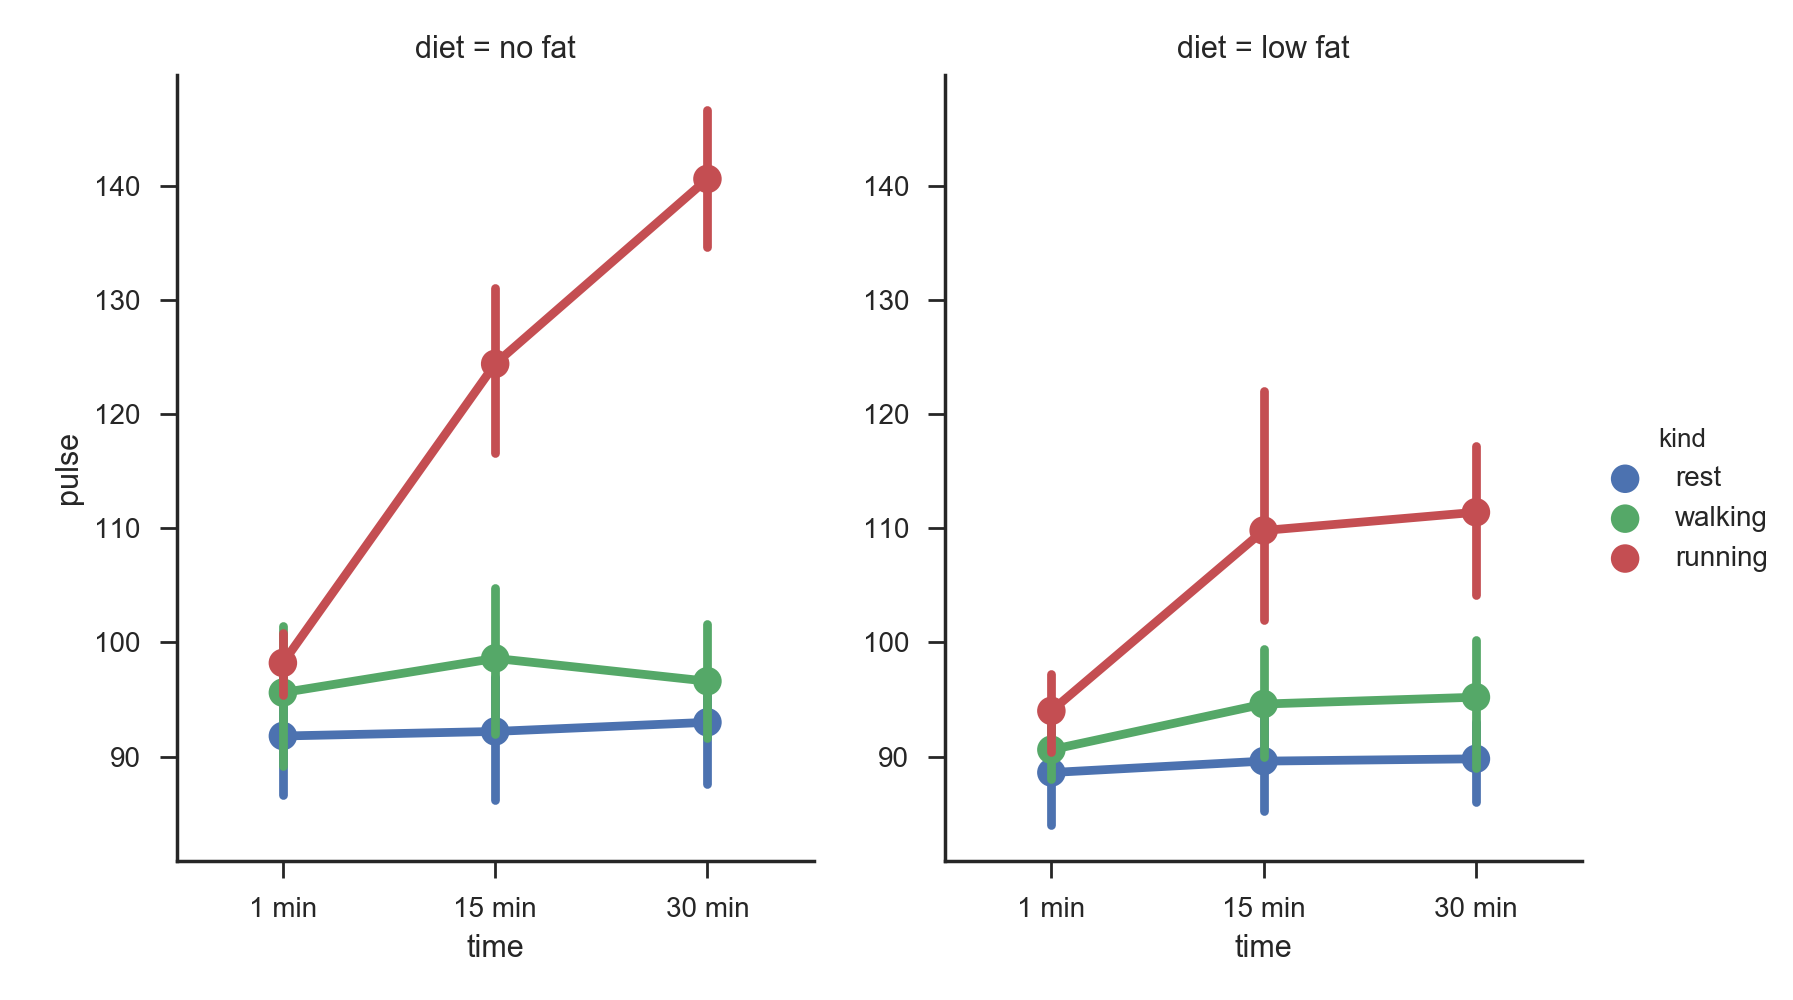 diet = no fat
pulse
140
130
120
110
100
90
1 min
15 min
30 min
time
diet = low fat
140
130
120
110
100
90
1 min
15 min
30 min
time
kind
rest
walking
running